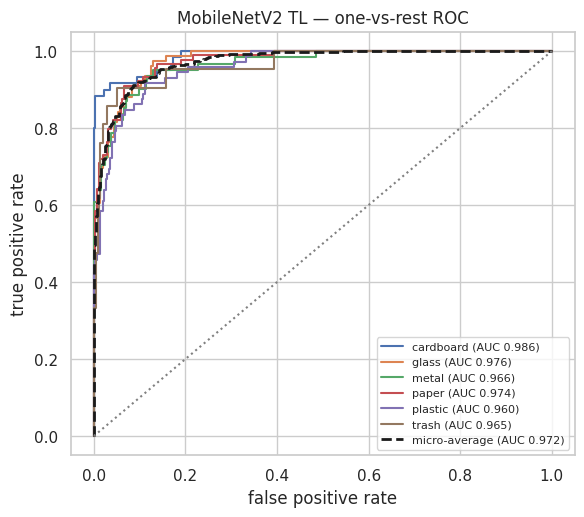 MobileNetV2 TL — one-vs-rest ROC
1.0
0.8
0.6
0.4
0.2
0.0
true positive rate
cardboard (AUC 0.986)
glass (AUC 0.976)
metal (AUC 0.966)
paper (AUC 0.974)
plastic (AUC 0.960)
trash (AUC 0.965)
micro-average (AUC 0.972)
0.0 0.2 0.4 0.6 0.8 1.0
false positive rate